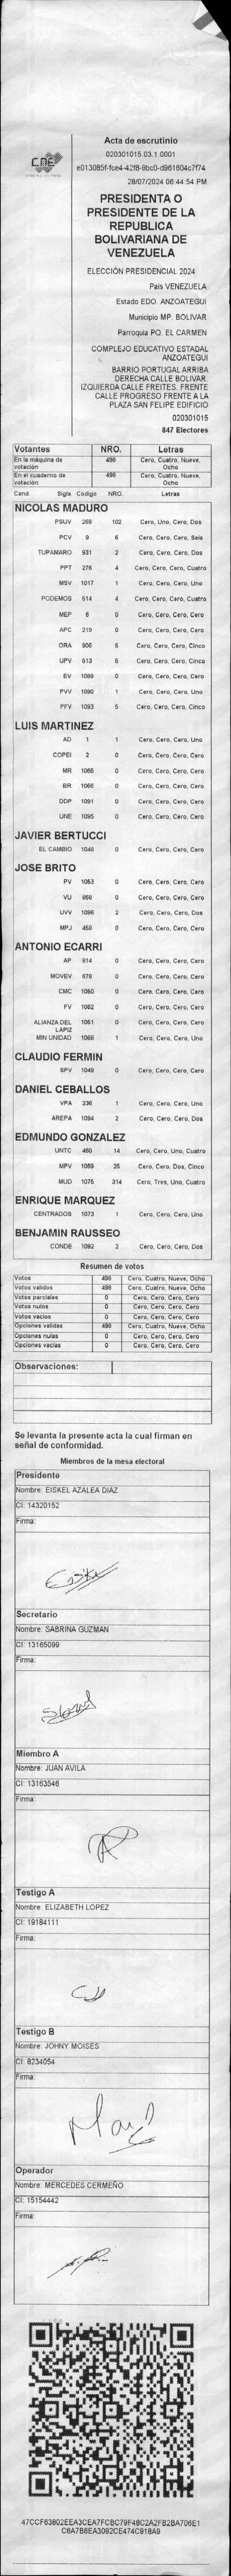 CNE
Acta de escrutinio
020301015.03.1.0001
e013085f-fce4-42f8-9bc0-d961604c7f74
28/07/2024 06:44:54 PM
PRESIDENTA O
PRESIDENTE DE LA
REPUBLICA
BOLIVARIANA DE
VENEZUELA
ELECCIÓN PRESIDENCIAL 2024
Pais VENEZUELA
Estado EDO. ANZOATEGUI
Municipio MP. BOLIVAR
Parroquia PQ. EL CARMEN
COMPLEJO EDUCATIVO ESTADAL
ANZOATEGUI
BARRIO PORTUGAL ARRIBA
DERECHA CALLE BOLIVAR.
IZQUIERDA CALLE FREITES. FRENTE
CALLE PROGRESO FRENTE A LA
PLAZA SAN FELIPE EDIFICIO
020301015
847 Electores
Votantes NRO. Letras
En la máquina de votación 498 Cero, Cuatro, Nueve, Ocho
En el cuaderno de votación 498 Cero, Cuatro, Nueve, Ocho
Cand. Sigla Codigo NRO. Letras
NICOLAS MADURO
PSUV 269 102 Cero, Uno, Cero, Dos
PCV 9 6 Cero, Cero, Cero, Seis
TUPAMARO 931 2 Cero, Cero, Cero, Dos
PPT 276 4 Cero, Cero, Cero, Cuatro
MSV 1017 1 Cero, Cero, Cero, Uno
PODEMOS 514 4 Cero, Cero, Cero, Cuatro
MEP 6 0 Cero, Cero, Cero, Cero
APC 219 0 Cero, Cero, Cero, Cero
ORA 906 5 Cero, Cero, Cero, Cinco
UPV 613 5 Cero, Cero, Cero, Cinco
EV 1089 0 Cero, Cero, Cero, Cero
PVV 1090 1 Cero, Cero, Cero, Uno
PFV 1093 5 Cero, Cero, Cero, Cinco
LUIS MARTINEZ
AD 1 1 Cero, Cero, Cero, Uno
COPEI 2 0 Cero, Cero, Cero, Cero
MR 1065 0 Cero, Cero, Cero, Cero
BR 1066 0 Cero, Cero, Cero, Cero
DDP 1091 0 Cero, Cero, Cero, Cero
UNE 1095 0 Cero, Cero, Cero, Cero
JAVIER BERTUCCI
EL CAMBIO 1048 0 Cero, Cero, Cero, Cero
JOSE BRITO
PV 1053 0 Cero, Cero, Cero, Cero
VU 969 0 Cero, Cero, Cero, Cero
UVV 1096 2 Cero, Cero, Cero, Dos
MPJ 450 0 Cero, Cero, Cero, Cero
ANTONIO ECARRI
AP 914 0 Cero, Cero, Cero, Cero
MOVEV 978 0 Cero, Cero, Cero, Cero
CMC 1050 0 Cero, Cero, Cero, Cero
FV 1062 0 Cero, Cero, Cero, Cero
ALIANZA DEL LAPIZ 1051 0 Cero, Cero, Cero, Cero
MIN UNIDAD 1068 1 Cero, Cero, Cero, Uno
CLAUDIO FERMIN
SPV 1049 0 Cero, Cero, Cero, Cero
DANIEL CEBALLOS
VPA 236 1 Cero, Cero, Cero, Uno
AREPA 1094 2 Cero, Cero, Cero, Dos
EDMUNDO GONZALEZ
UNTC 460 14 Cero, Cero, Uno, Cuatro
MPV 1069 25 Cero, Cero, Dos, Cinco
MUD 1075 314 Cero, Tres, Uno, Cuatro
ENRIQUE MARQUEZ
CENTRADOS 1073 1 Cero, Cero, Cero, Uno
BENJAMIN RAUSSEO
CONDE 1092 2 Cero, Cero, Cero, Dos
Resumen de votos
Votos 498 Cero, Cuatro, Nueve, Ocho
Votos validos 498 Cero, Cuatro, Nueve, Ocho
Votos parciales 0 Cero, Cero, Cero, Cero
Votos nulos 0 Cero, Cero, Cero, Cero
Votos vacios 0 Cero, Cero, Cero, Cero
Opciones validas 498 Cero, Cuatro, Nueve, Ocho
Opciones nulas 0 Cero, Cero, Cero, Cero
Opciones vacias 0 Cero, Cero, Cero, Cero
Observaciones:
Se levanta la presente acta la cual firman en
señal de conformidad.
Miembros de la mesa electoral
Presidente
Nombre: EISKEL AZALEA DIAZ
CI: 14320152
Firma:
Secretario
Nombre: SABRINA GUZMAN
CI: 13165099
Firma:
Miembro A
Nombre: JUAN AVILA
CI: 13163546
Firma:
Testigo A
Nombre: ELIZABETH LOPEZ
CI: 19184111
Firma:
Testigo B
Nombre: JOHNY MOISES
CI: 8234054
Firma:
Operador
Nombre: MERCEDES CERMEÑO
CI: 15154442
Firma:
47CCF63802EEA3CEA7FC8C79F48C2A2FB2BA706E1
C6A7B6EA3092CE474C918A9